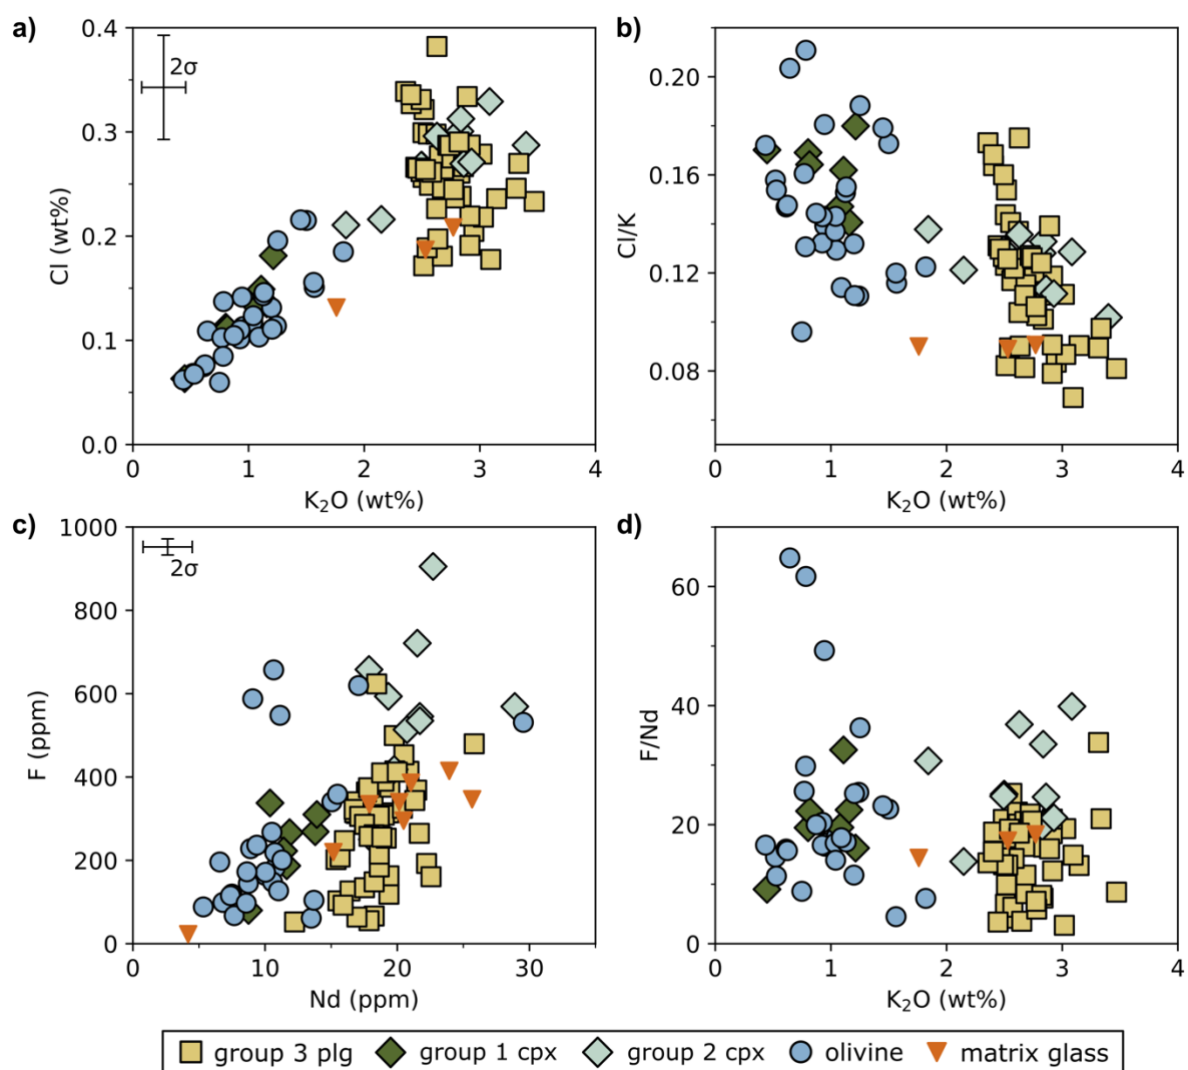 a)
0.4
0.3
0.2
0.1
0.0
Cl (wt%)
2σ
0 1 2 3 4
K₂O (wt%)
b)
0.20
0.16
0.12
0.08
Cl/K
0 1 2 3 4
K₂O (wt%)
c)
1000
800
600
400
200
0
F (ppm)
2σ
0 10 20 30
Nd (ppm)
d)
60
40
20
0
F/Nd
0 1 2 3 4
K₂O (wt%)
group 3 plg group 1 cpx group 2 cpx olivine matrix glass